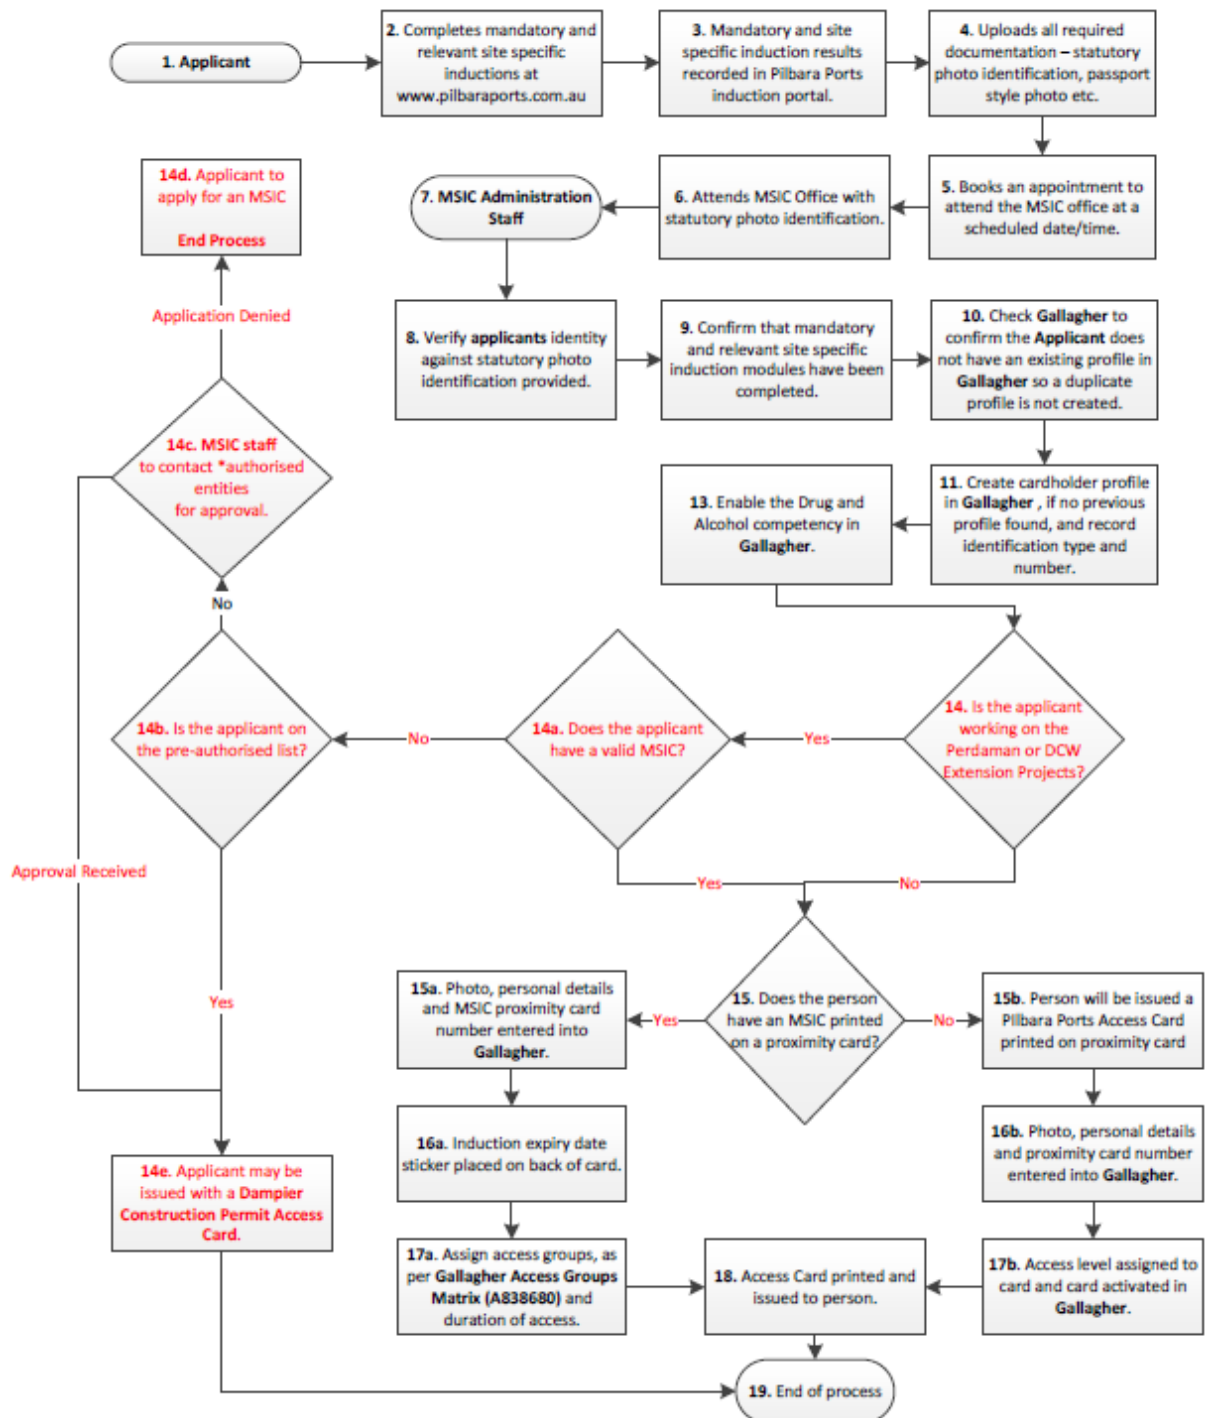 1. Applicant
2. Completes mandatory and
relevant site specific
inductions at
www.pilbaraports.com.au
3. Mandatory and site
specific induction results
recorded in Pilbara Ports
induction portal.
4. Uploads all required
documentation – statutory
photo identification, passport
style photo etc.
5. Books an appointment to
attend the MSIC office at a
scheduled date/time.
6. Attends MSIC Office with
statutory photo identification.
7. MSIC Administration
Staff
8. Verify applicants identity
against statutory photo
identification provided.
9. Confirm that mandatory
and relevant site specific
induction modules have been
completed.
10. Check Gallagher to
confirm the Applicant does
not have an existing profile in
Gallagher so a duplicate
profile is not created.
11. Create cardholder profile
in Gallagher , if no previous
profile found, and record
identification type and
number.
13. Enable the Drug and
Alcohol competency in
Gallagher.
14. Is the applicant
working on the
Perdaman or DCW
Extension Projects?
Yes
No
14a. Does the applicant
have a valid MSIC?
No
Yes
14b. Is the applicant on
the pre-authorised list?
No
Yes
14c. MSIC staff
to contact *authorised
entities
for approval.
Application Denied
Approval Received
14d. Applicant to
apply for an MSIC
End Process
14e. Applicant may be
issued with a Dampier
Construction Permit Access
Card.
15. Does the person
have an MSIC printed
on a proximity card?
Yes
No
15a. Photo, personal details
and MSIC proximity card
number entered into
Gallagher.
15b. Person will be issued a
Pilbara Ports Access Card
printed on proximity card
16a. Induction expiry date
sticker placed on back of card.
16b. Photo, personal details
and proximity card number
entered into Gallagher.
17a. Assign access groups, as
per Gallagher Access Groups
Matrix (A838680) and
duration of access.
17b. Access level assigned to
card and card activated in
Gallagher.
18. Access Card printed and
issued to person.
19. End of process